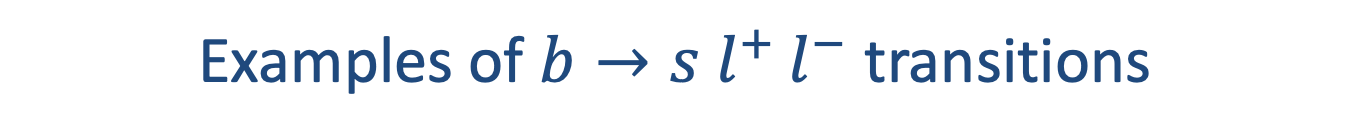 Examples of b → s l⁺ l⁻ transitions